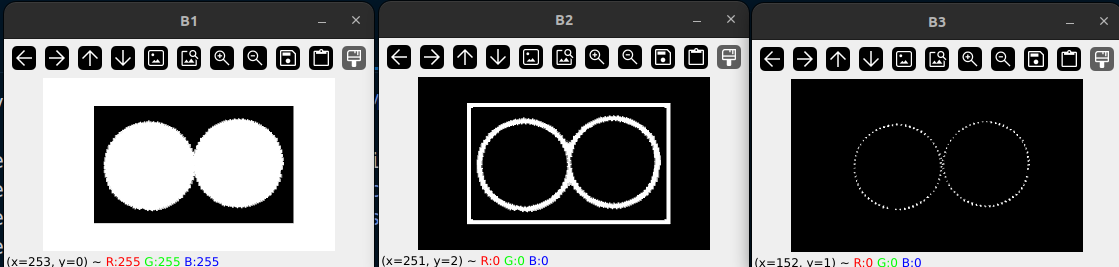 B1
B2
B3
(x=253, y=0) ~ R:255 G:255 B:255
(x=251, y=2) ~ R:0 G:0 B:0
(x=152, y=1) ~ R:0 G:0 B:0